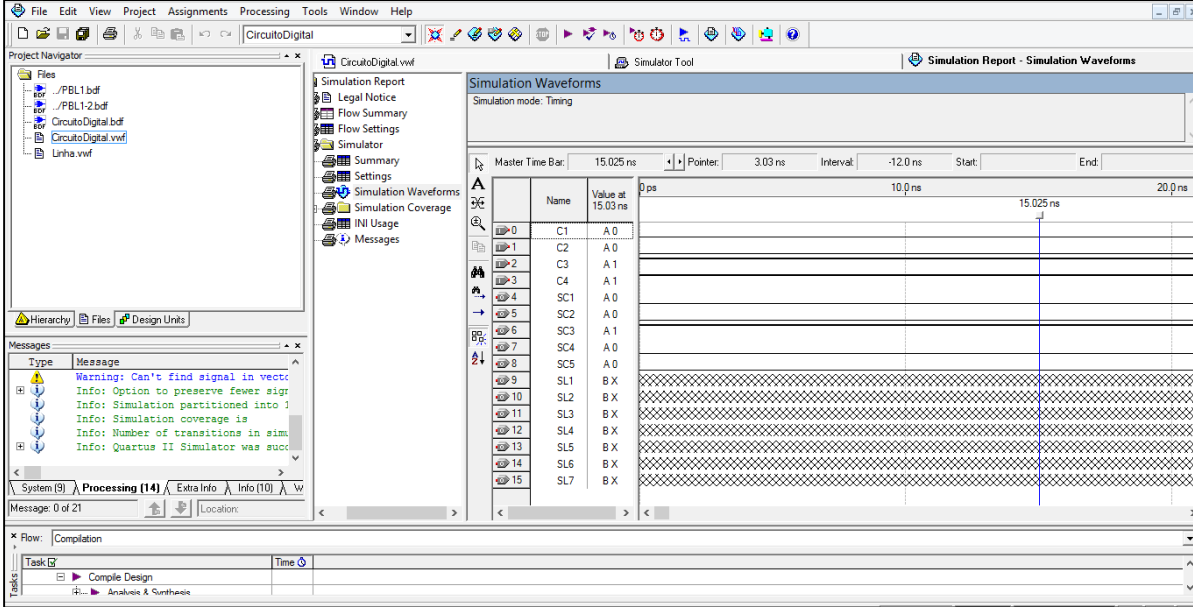 File Edit View Project Assignments Processing Tools Window Help
CircuitoDigital
Project Navigator
Files
../PBL1.bdf
../PBL1-2.bdf
CircuitoDigital.bdf
CircuitoDigital.vwf
Linha.vwf
Hierarchy Files Design Units
Messages
Type Message
Warning: Can't find signal in vecto
Info: Option to preserve fewer sign
Info: Simulation partitioned into 1
Info: Simulation coverage is
Info: Number of transitions in simu
Info: Quartus II Simulator was succ
System (9) Processing (14) Extra Info Info (10) W
Message: 0 of 21 Location:
CircuitoDigital.vwf Simulator Tool Simulation Report - Simulation Waveforms
Simulation Report
Legal Notice
Flow Summary
Flow Settings
Simulator
Summary
Settings
Simulation Waveforms
Simulation Coverage
INI Usage
Messages
Simulation Waveforms
Simulation mode: Timing
Master Time Bar: 15.025 ns Pointer: 3.03 ns Interval: -12.0 ns Start: End:
Name Value at 15.03 ns
0 ps 10.0 ns 20.0 ns
15.025 ns
0 C1 A 0
1 C2 A 0
2 C3 A 1
3 C4 A 1
4 SC1 A 0
5 SC2 A 0
6 SC3 A 1
7 SC4 A 0
8 SC5 A 0
9 SL1 B X
10 SL2 B X
11 SL3 B X
12 SL4 B X
13 SL5 B X
14 SL6 B X
15 SL7 B X
Flow: Compilation
Tasks
Task Time
Compile Design
Analysis & Synthesis